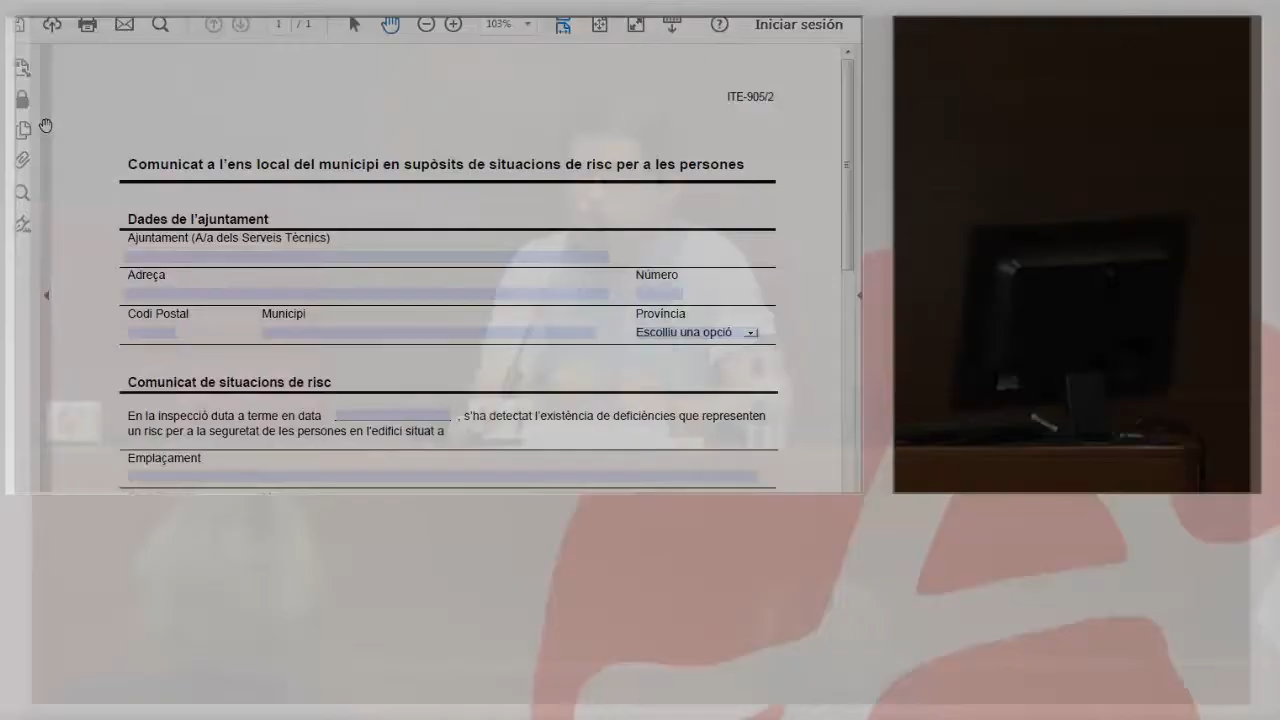 1 / 1
103%
Iniciar sesión
ITE-905/2
Comunicat a l'ens local del municipi en supòsits de situacions de risc per a les persones
Dades de l'ajuntament
Ajuntament (A/a dels Serveis Tècnics)
Adreça
Número
Codi Postal
Municipi
Província
Escolliu una opció
Comunicat de situacions de risc
En la inspecció duta a terme en data , s'ha detectat l'existència de deficiències que representen
un risc per a la seguretat de les persones en l'edifici situat a
Emplaçament